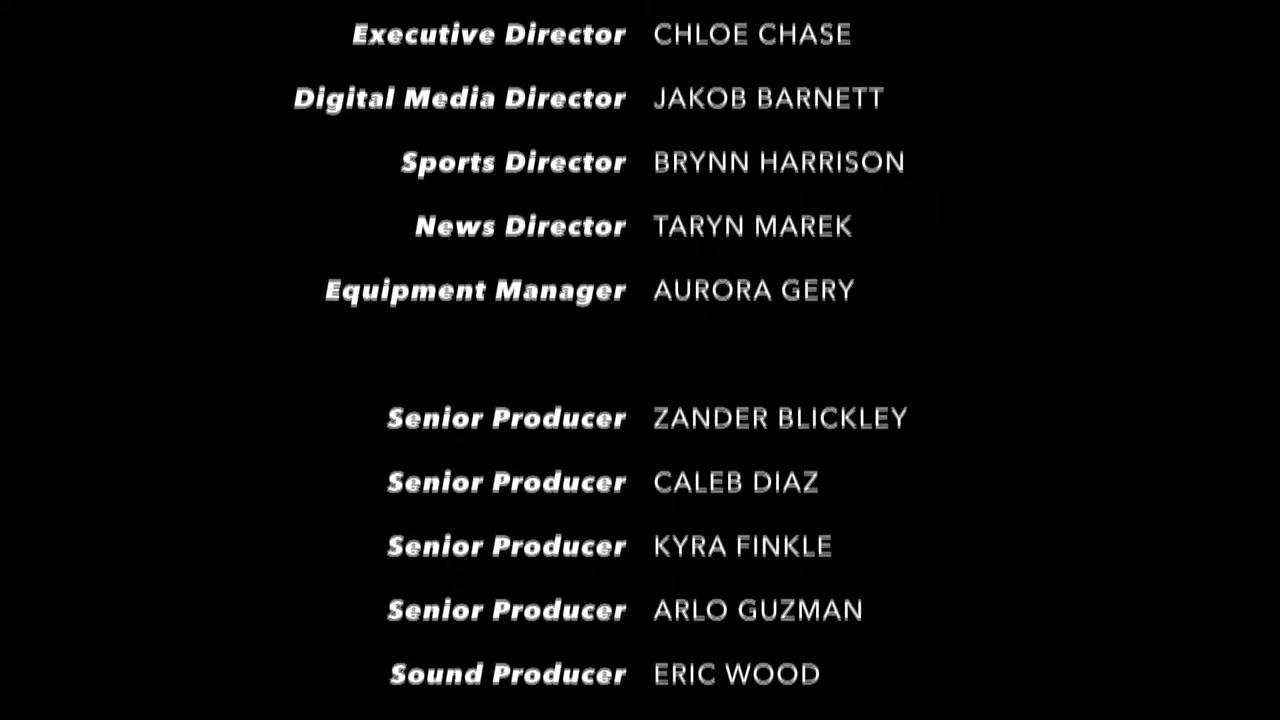 Executive Director CHLOE CHASE
Digital Media Director JAKOB BARNETT
Sports Director BRYNN HARRISON
News Director TARYN MAREK
Equipment Manager AURORA GERY
Senior Producer ZANDER BLICKLEY
Senior Producer CALEB DIAZ
Senior Producer KYRA FINKLE
Senior Producer ARLO GUZMAN
Sound Producer ERIC WOOD